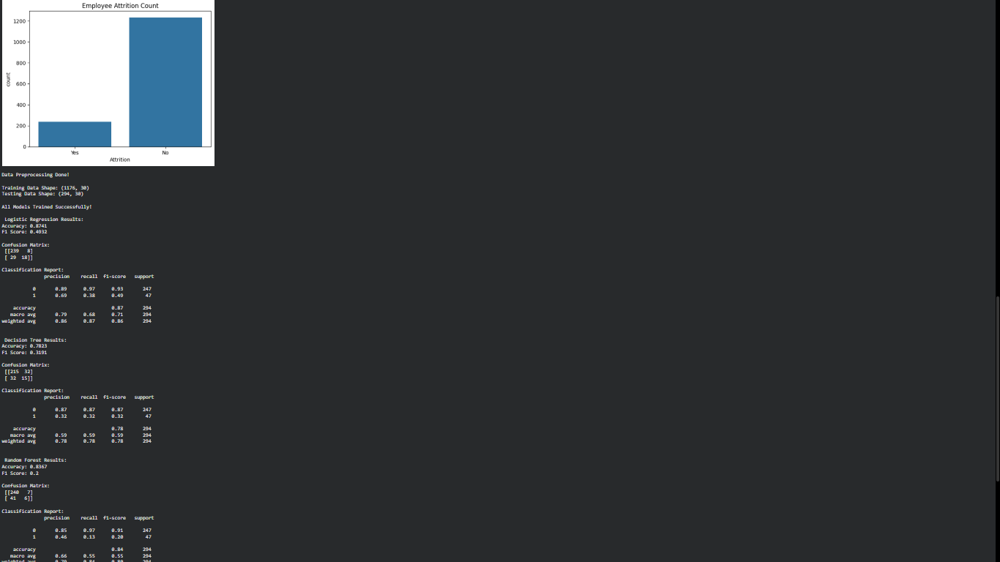 Employee Attrition Count
1200
1000
800
600
400
200
0
count
Yes No
Attrition
Data Preprocessing Done!
Training Data Shape: (1176, 30)
Testing Data Shape: (294, 30)
All Models Trained Successfully!
Logistic Regression Results:
Accuracy: 0.8741
F1 Score: 0.4932
Confusion Matrix:
[[239 8]
[ 29 18]]
Classification Report:
precision recall f1-score support
0 0.89 0.97 0.93 247
1 0.69 0.38 0.49 47
accuracy 0.87 294
macro avg 0.79 0.68 0.71 294
weighted avg 0.86 0.87 0.86 294
Decision Tree Results:
Accuracy: 0.7823
F1 Score: 0.3191
Confusion Matrix:
[[215 32]
[ 32 15]]
Classification Report:
precision recall f1-score support
0 0.87 0.87 0.87 247
1 0.32 0.32 0.32 47
accuracy 0.78 294
macro avg 0.59 0.59 0.59 294
weighted avg 0.78 0.78 0.78 294
Random Forest Results:
Accuracy: 0.8367
F1 Score: 0.2
Confusion Matrix:
[[240 7]
[ 41 6]]
Classification Report:
precision recall f1-score support
0 0.85 0.97 0.91 247
1 0.46 0.13 0.20 47
accuracy 0.84 294
macro avg 0.66 0.55 0.55 294